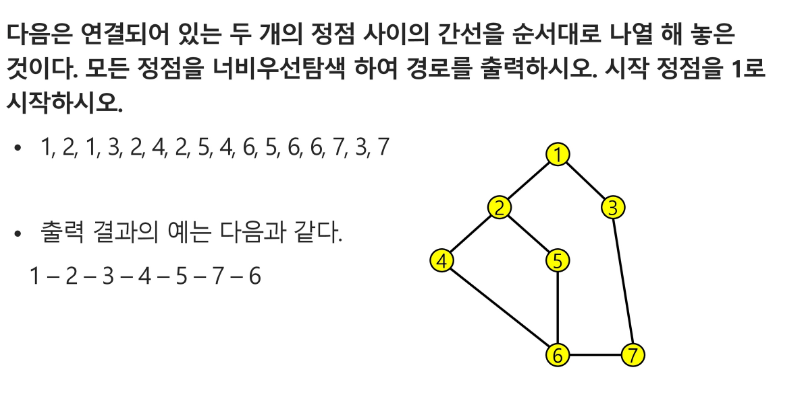 다음은 연결되어 있는 두 개의 정점 사이의 간선을 순서대로 나열 해 놓은
것이다. 모든 정점을 너비우선탐색 하여 경로를 출력하시오. 시작 정점을 1로
시작하시오.
• 1, 2, 1, 3, 2, 4, 2, 5, 4, 6, 5, 6, 6, 7, 3, 7
• 출력 결과의 예는 다음과 같다.
1 – 2 – 3 – 4 – 5 – 7 – 6
1
2 3
4 5
6 7